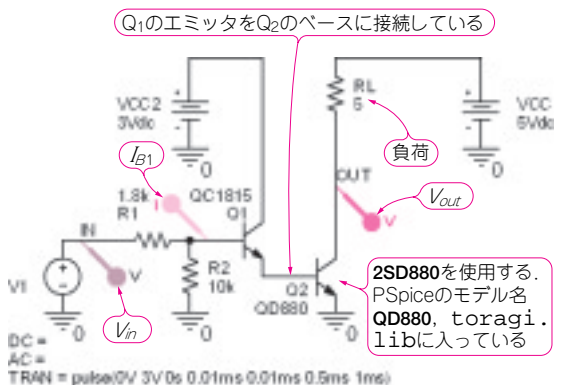 Q1のエミッタをQ2のベースに接続している
VCC2
3Vdc
RL
5
VCC
5Vdc
IB1
負荷
1.8k
R1
QC1815
Q1
OUT
Vout
I
V
IN
V
V1
R2
10k
Q2
QD880
2SD880を使用する.
PSpiceのモデル名
QD880, toragi.
libに入っている
Vin
0
0
0
0
0
DC =
AC =
TRAN = pulse(0V 3V 0s 0.01ms 0.01ms 0.5ms 1ms)